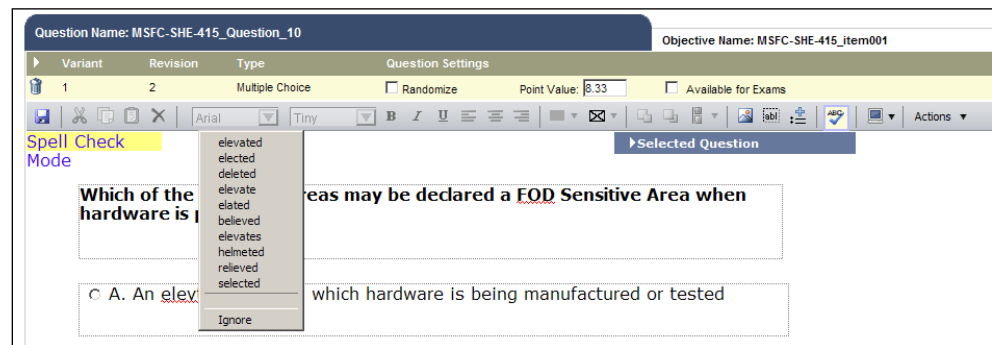 Question Name: MSFC-SHE-415_Question_10
Objective Name: MSFC-SHE-415_item001
Variant Revision Type Question Settings
1 2 Multiple Choice Randomize Point Value: 8.33 Available for Exams
Arial Tiny B I U abl ABC Actions
Spell Check
Mode
Selected Question
elevated
elected
deleted
elevate
elated
believed
elevates
helmeted
relieved
selected
Ignore
Which of the eas may be declared a FOD Sensitive Area when
hardware is p
A. An elev which hardware is being manufactured or tested